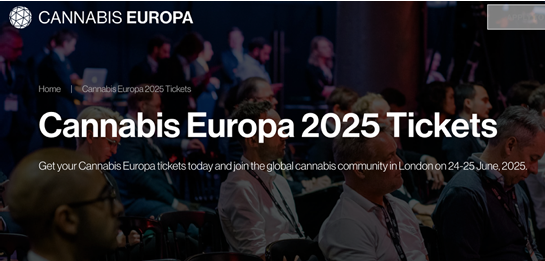 CANNABIS EUROPA
Home | Cannabis Europa 2025 Tickets
Cannabis Europa 2025 Tickets
Get your Cannabis Europa tickets today and join the global cannabis community in London on 24-25 June, 2025.